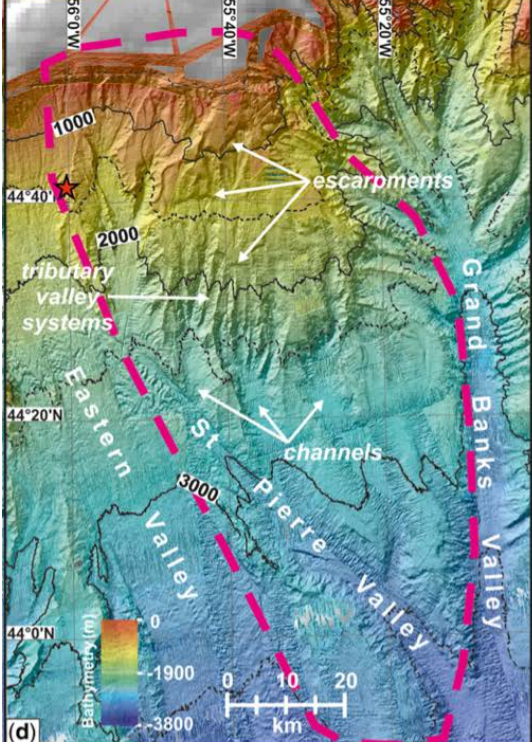 56°0'W
55°40'W
55°20'W
1000
escarpments
44°40'
2000
tributary
valley
systems
Grand Banks Valley
Eastern Valley
44°20'N
St Pierre Valley
channels
3000
44°0'N
Bathymetry (m)
0
-1900
-3800
0 10 20
km
(d)